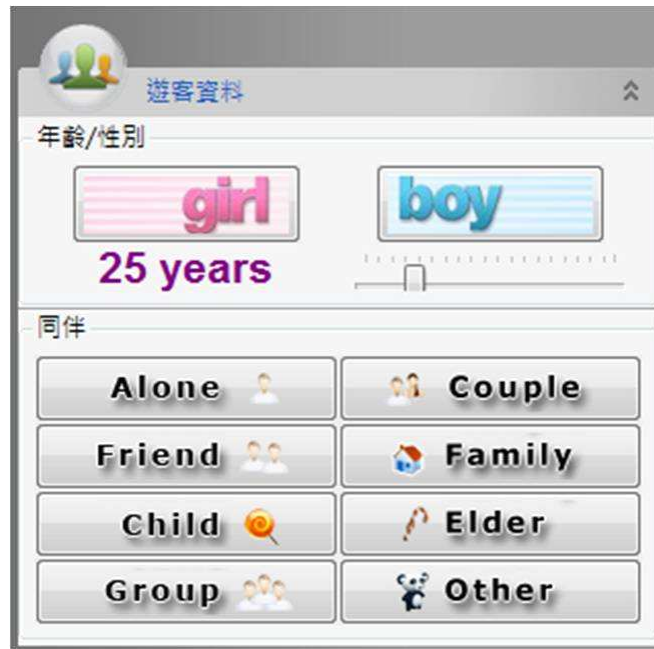 遊客資料
年齡/性別
girl
boy
25 years
同伴
Alone
Couple
Friend
Family
Child
Elder
Group
Other